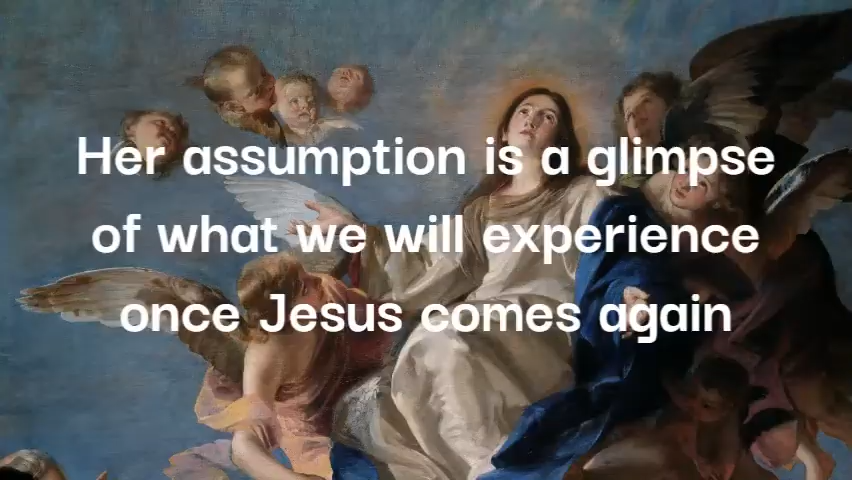 Her assumption is a glimpse
of what we will experience
once Jesus comes again